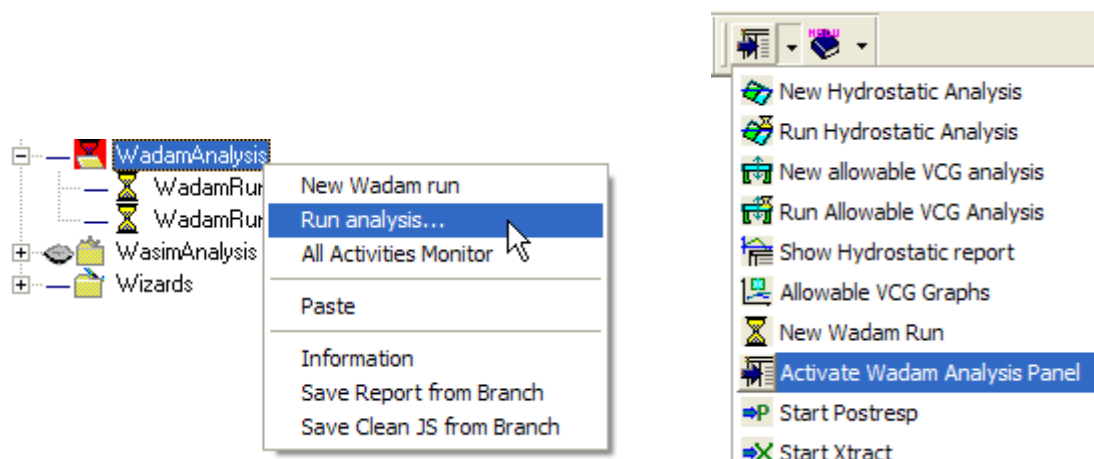 WadamAnalysis
WadamRun
WadamRun
WasimAnalysis
Wizards
New Wadam run
Run analysis...
All Activities Monitor
Paste
Information
Save Report from Branch
Save Clean JS from Branch
New Hydrostatic Analysis
Run Hydrostatic Analysis
New allowable VCG analysis
Run Allowable VCG Analysis
Show Hydrostatic report
Allowable VCG Graphs
New Wadam Run
Activate Wadam Analysis Panel
Start Postresp
Start Xtract